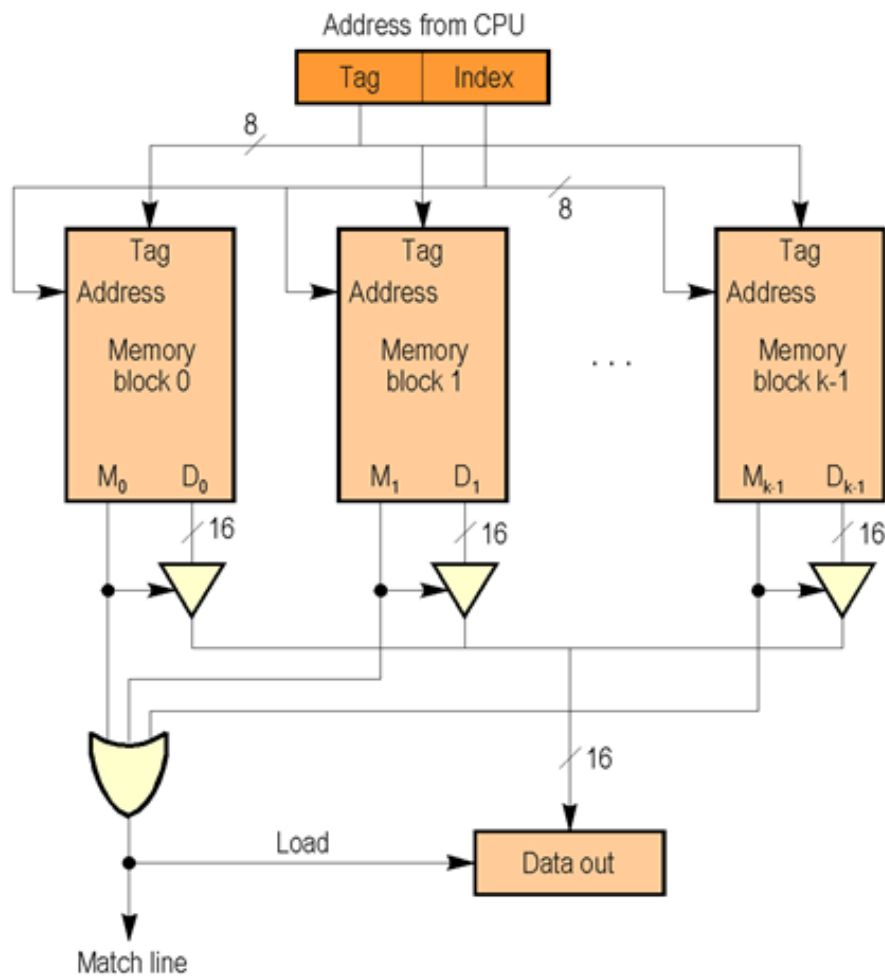 Address from CPU
Tag Index
8
8
Tag Tag Tag
Address Address Address
Memory block 0
Memory block 1
. . .
Memory block k-1
M₀ D₀ M₁ D₁ Mₖ₋₁ Dₖ₋₁
16 16 16
16
Load
Data out
Match line